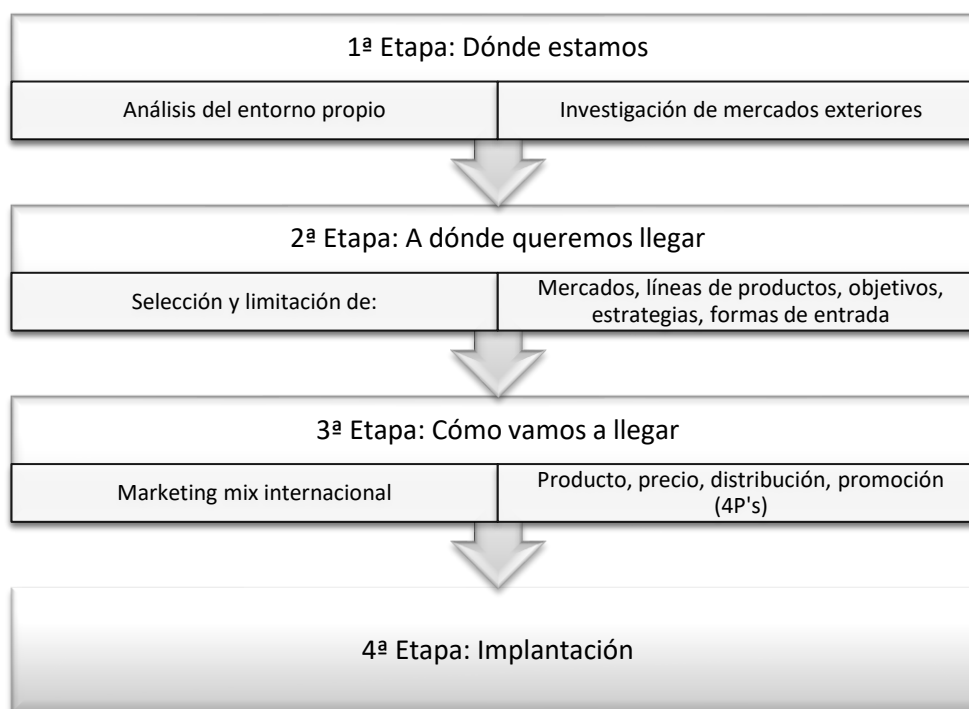 1ª Etapa: Dónde estamos
Análisis del entorno propio
Investigación de mercados exteriores
2ª Etapa: A dónde queremos llegar
Selección y limitación de:
Mercados, líneas de productos, objetivos,
estrategias, formas de entrada
3ª Etapa: Cómo vamos a llegar
Marketing mix internacional
Producto, precio, distribución, promoción
(4P's)
4ª Etapa: Implantación